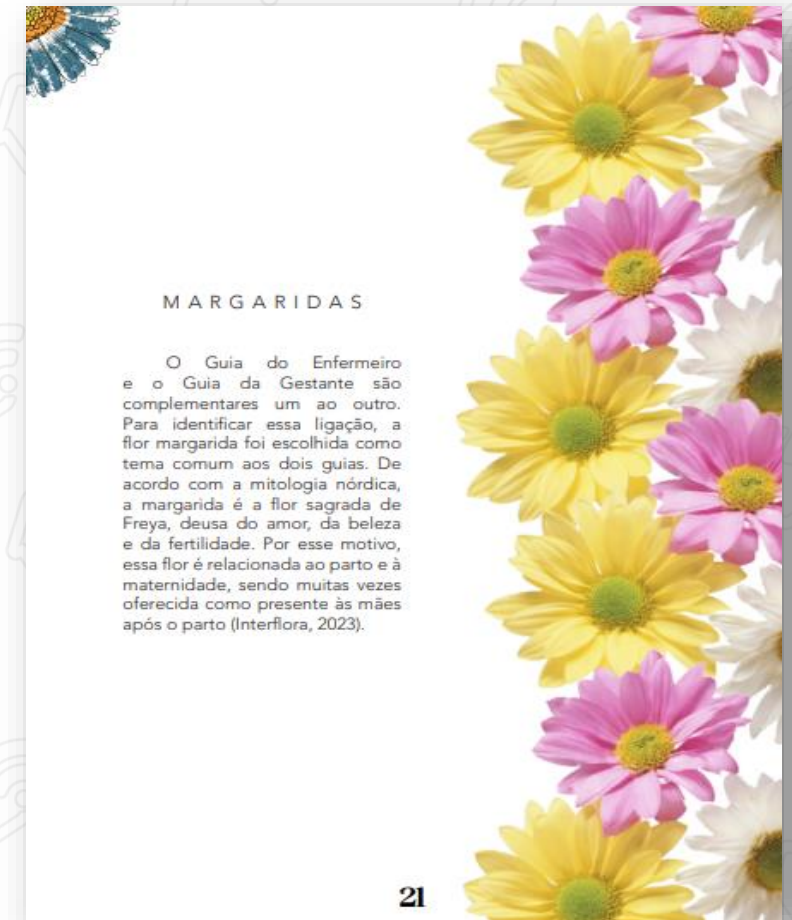 MARGARIDAS
O Guia do Enfermeiro
e o Guia da Gestante são
complementares um ao outro.
Para identificar essa ligação, a
flor margarida foi escolhida como
tema comum aos dois guias. De
acordo com a mitologia nórdica,
a margarida é a flor sagrada de
Freya, deusa do amor, da beleza
e da fertilidade. Por esse motivo,
essa flor é relacionada ao parto e à
maternidade, sendo muitas vezes
oferecida como presente às mães
após o parto (Interflora, 2023).
21